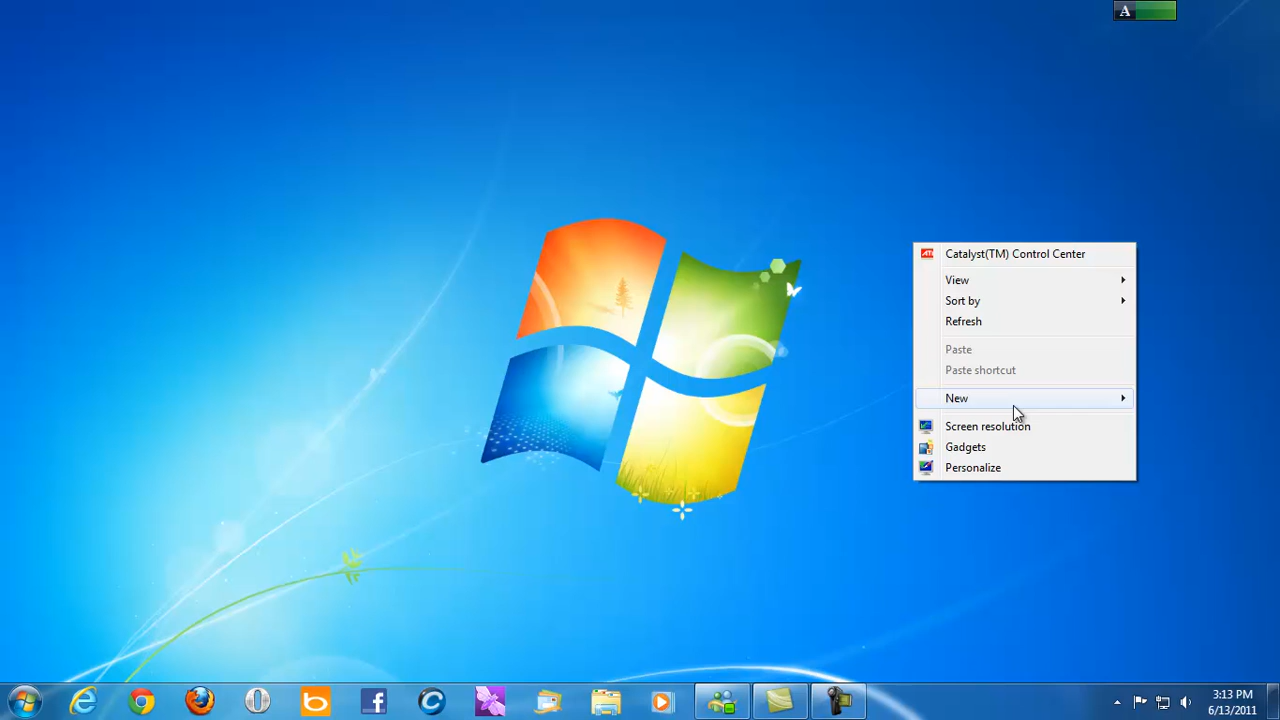 A
Catalyst(TM) Control Center
View
Sort by
Refresh
Paste
Paste shortcut
New
Screen resolution
Gadgets
Personalize
3:13 PM
6/13/2011